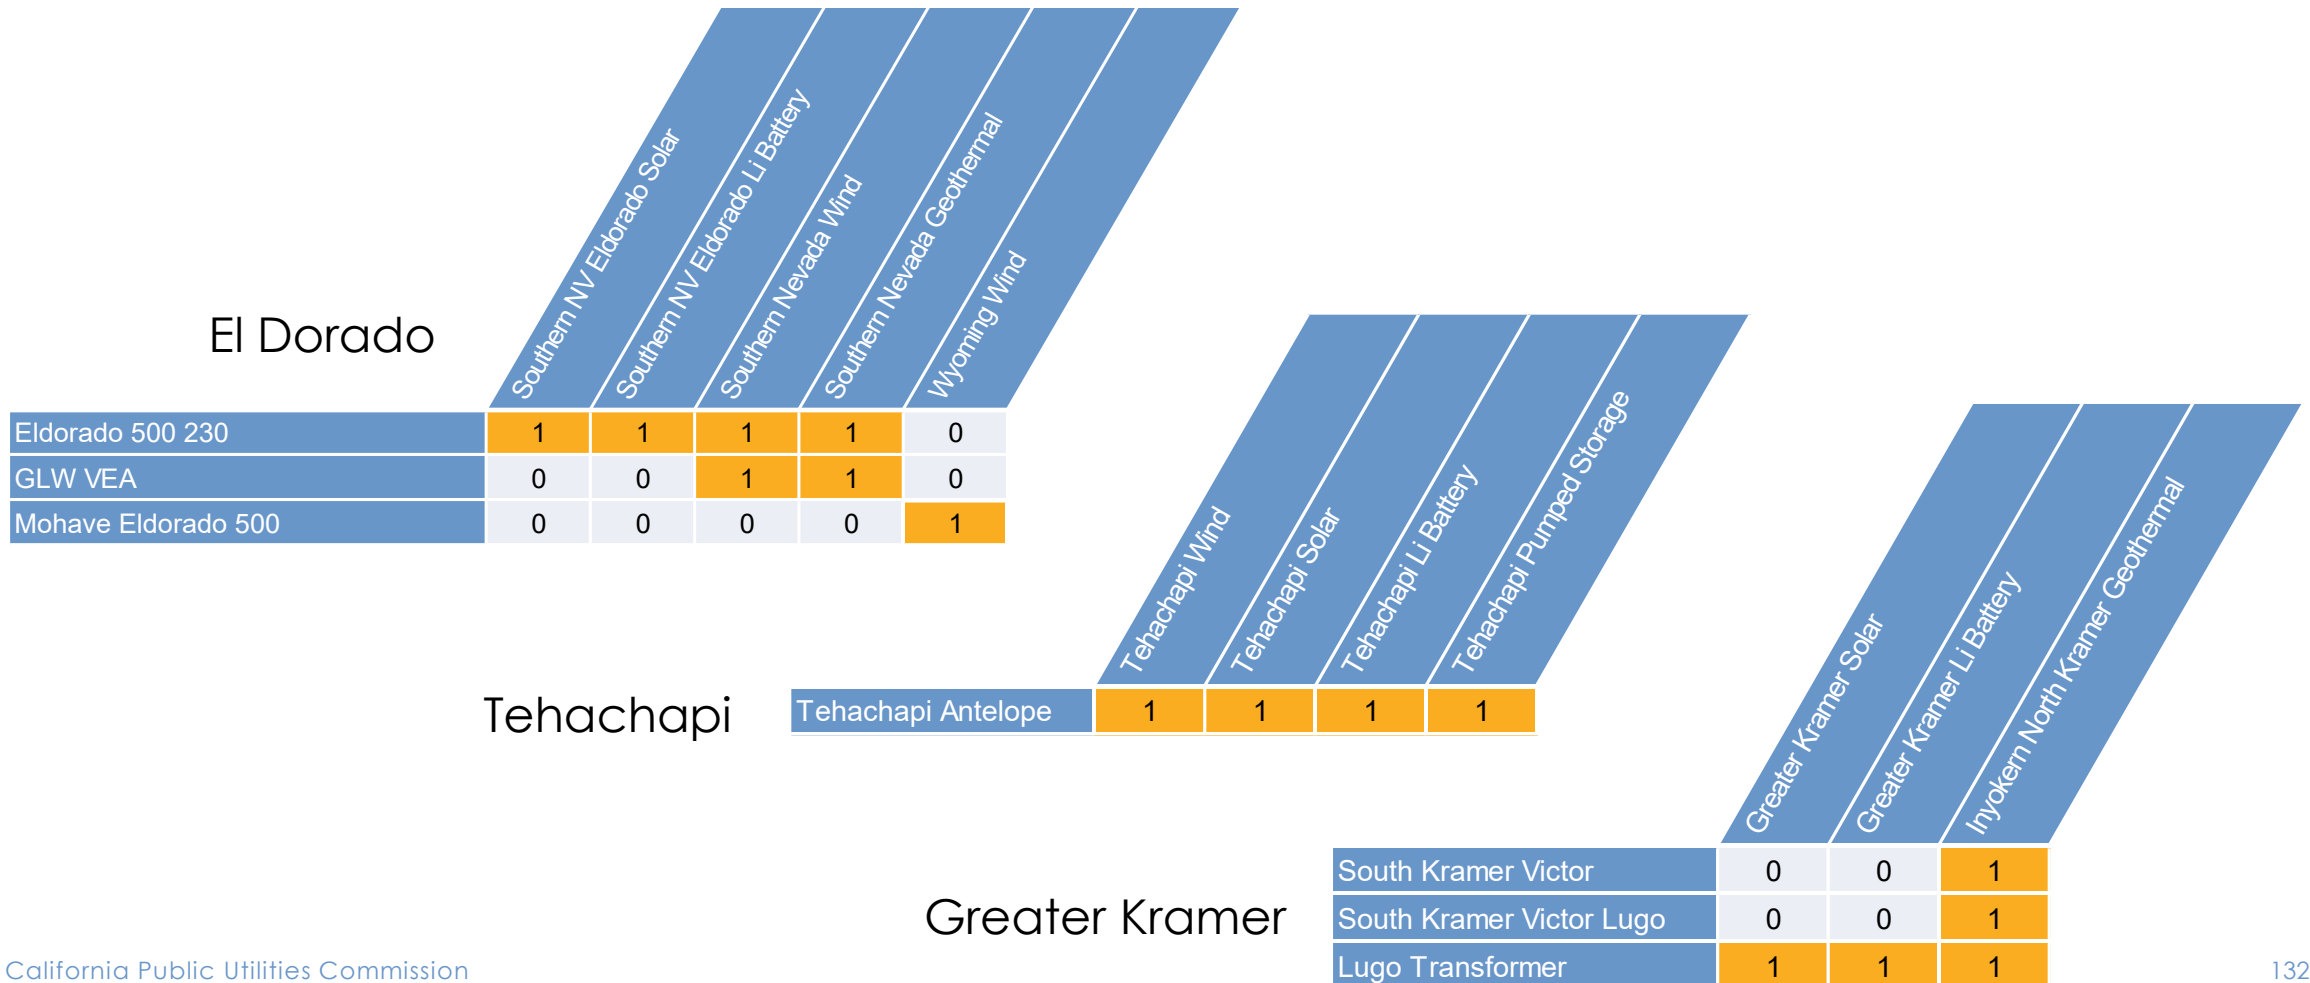 El Dorado
Southern NV Eldorado Solar
Southern NV Eldorado Li Battery
Southern Nevada Wind
Southern Nevada Geothermal
Wyoming Wind
Eldorado 500 230 1 1 1 1 0
GLW VEA 0 0 1 1 0
Mohave Eldorado 500 0 0 0 0 1
Tehachapi
Tehachapi Wind
Tehachapi Solar
Tehachapi Li Battery
Tehachapi Pumped Storage
Tehachapi Antelope 1 1 1 1
Greater Kramer
Greater Kramer Solar
Greater Kramer Li Battery
Inyokern North Kramer Geothermal
South Kramer Victor 0 0 1
South Kramer Victor Lugo 0 0 1
Lugo Transformer 1 1 1
California Public Utilities Commission
132